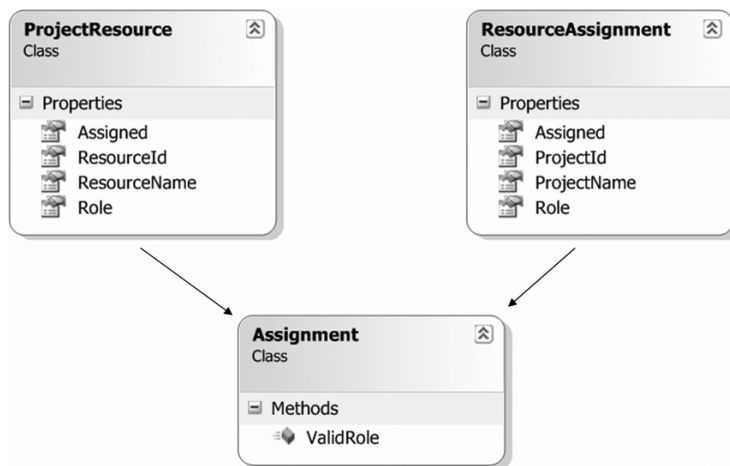 ProjectResource
Class
Properties
Assigned
ResourceId
ResourceName
Role
ResourceAssignment
Class
Properties
Assigned
ProjectId
ProjectName
Role
Assignment
Class
Methods
ValidRole